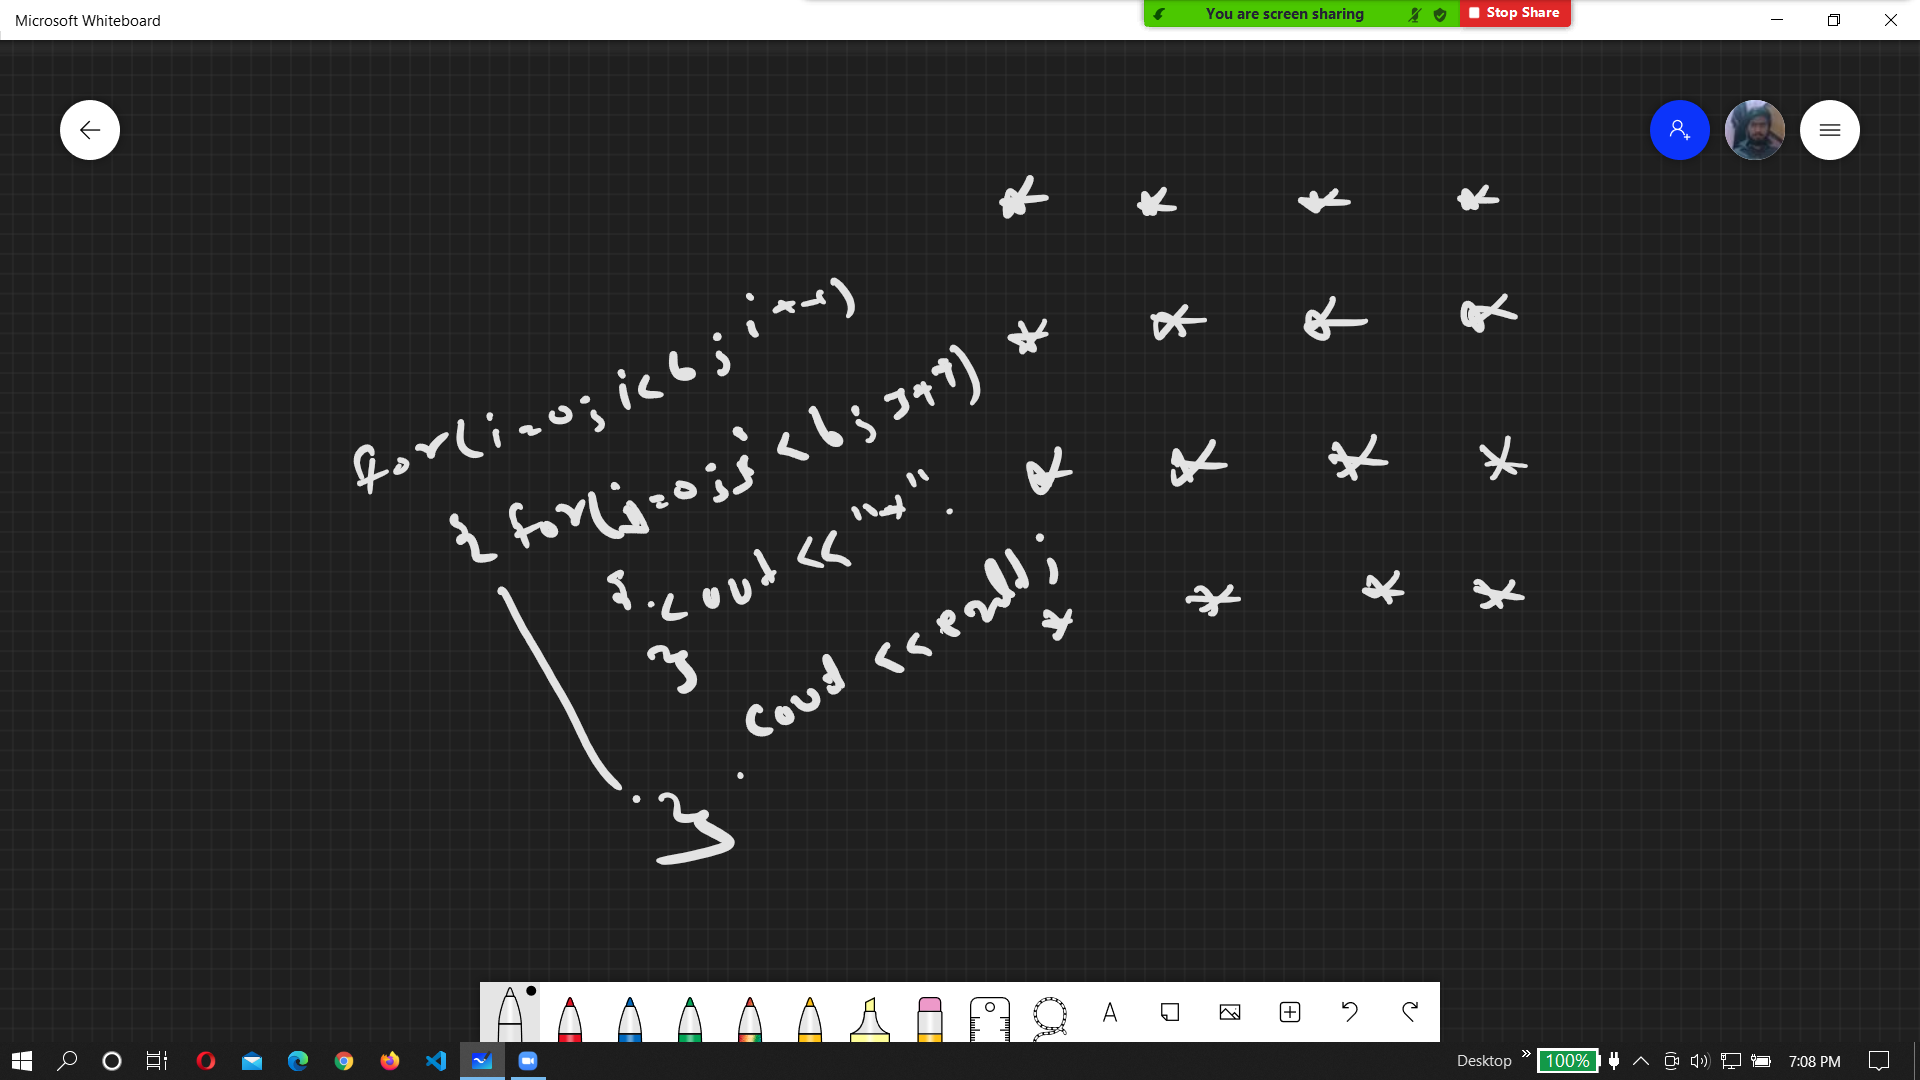 Microsoft Whiteboard
You are screen sharing
Stop Share
* * * *
for(i=0;i<6;i++)
* * * *
{ for(j=0;j<6;j++)
* * * *
{ cout << "*"
}
* * * *
cout <<endl;
}
A
Desktop
100%
7:08 PM